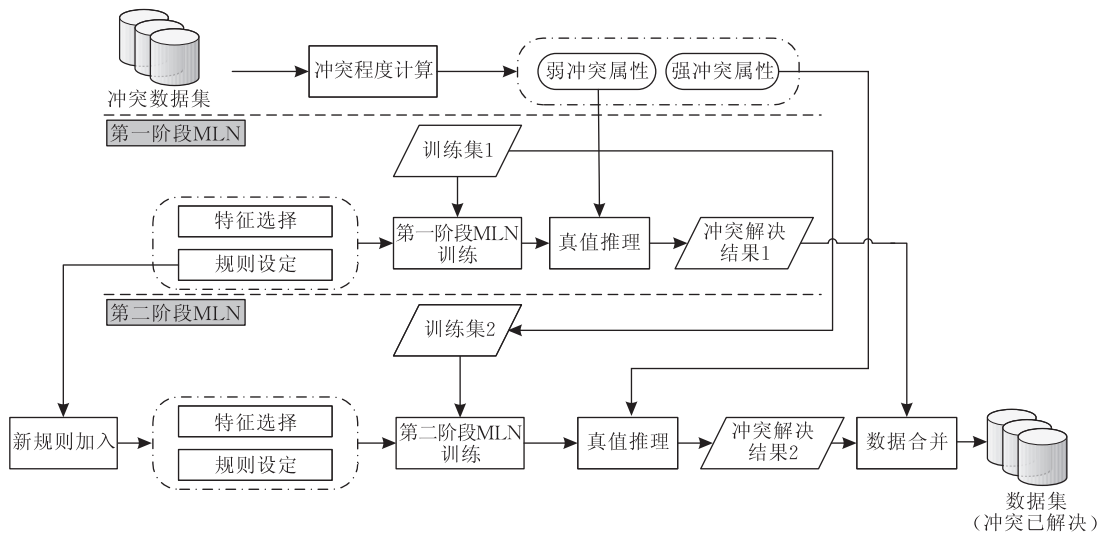 冲突数据集
冲突程度计算
弱冲突属性
强冲突属性
第一阶段MLN
训练集1
特征选择
规则设定
第一阶段MLN
训练
真值推理
冲突解决
结果1
第二阶段MLN
训练集2
新规则加入
特征选择
规则设定
第二阶段MLN
训练
真值推理
冲突解决
结果2
数据合并
数据集
（冲突已解决）